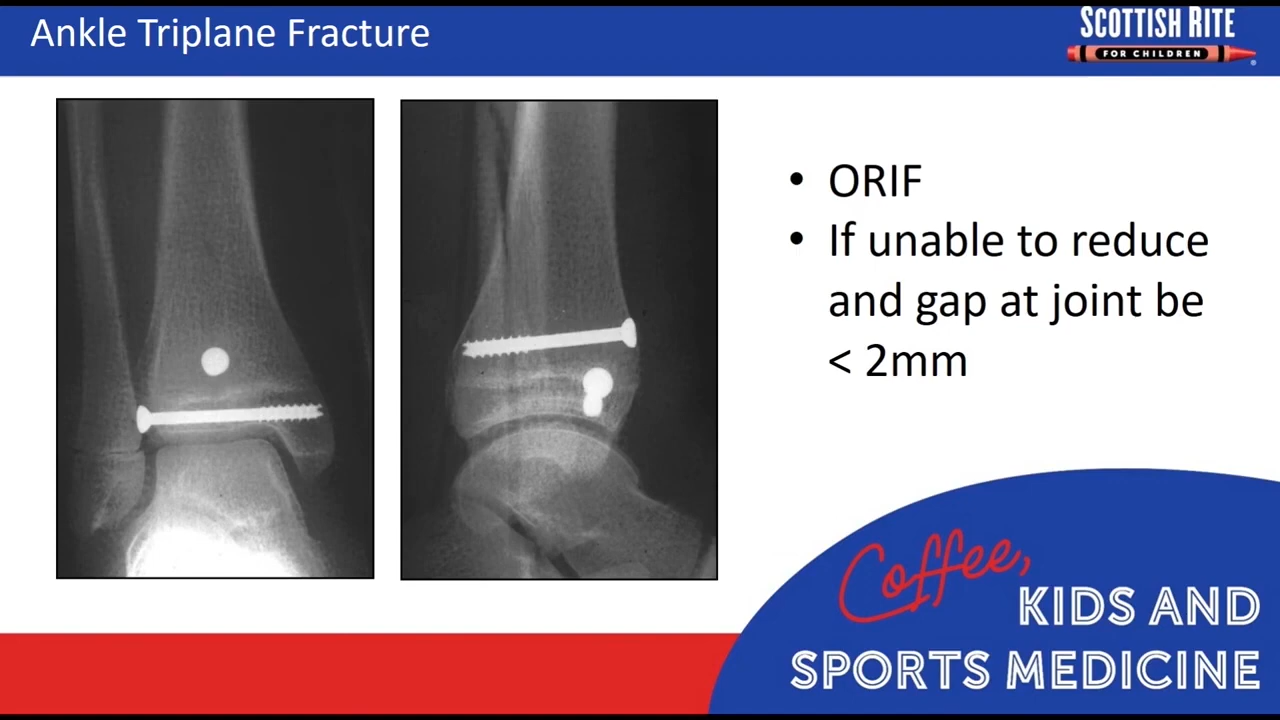 Ankle Triplane Fracture
SCOTTISH RITE
FOR CHILDREN
®
• ORIF
• If unable to reduce
and gap at joint be
< 2mm
Coffee,
KIDS AND
SPORTS MEDICINE